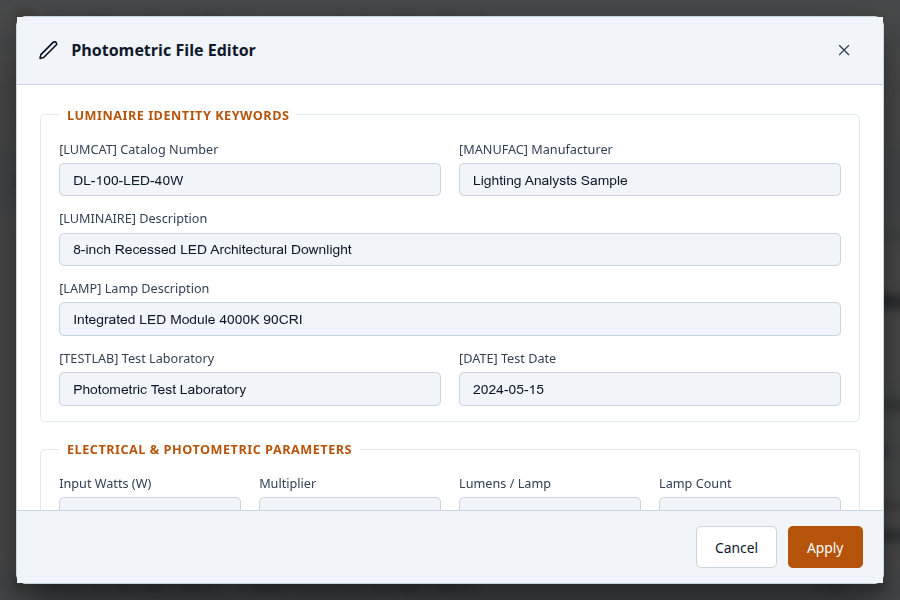 Photometric File Editor
LUMINAIRE IDENTITY KEYWORDS
[LUMCAT] Catalog Number
[MANUFAC] Manufacturer
DL-100-LED-40W
Lighting Analysts Sample
[LUMINAIRE] Description
8-inch Recessed LED Architectural Downlight
[LAMP] Lamp Description
Integrated LED Module 4000K 90CRI
[TESTLAB] Test Laboratory
[DATE] Test Date
Photometric Test Laboratory
2024-05-15
ELECTRICAL & PHOTOMETRIC PARAMETERS
Input Watts (W)
Multiplier
Lumens / Lamp
Lamp Count
Cancel
Apply